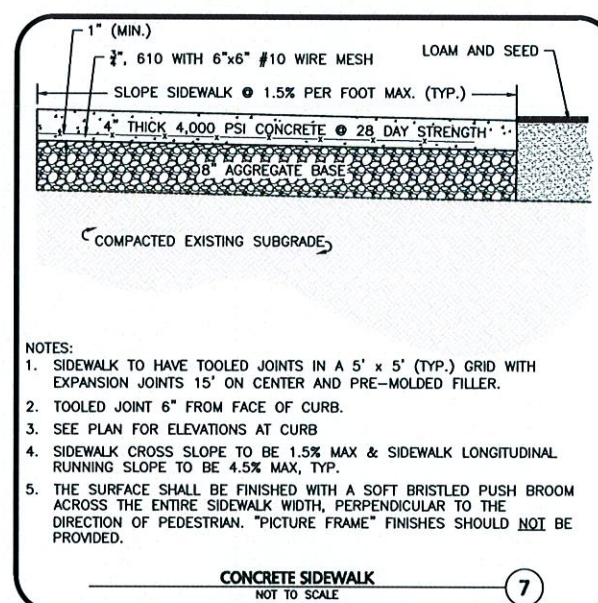 1" (MIN.)
¾", 610 WITH 6"x6" #10 WIRE MESH
LOAM AND SEED
SLOPE SIDEWALK @ 1.5% PER FOOT MAX. (TYP.)
4" THICK 4,000 PSI CONCRETE @ 28 DAY STRENGTH
8" AGGREGATE BASE
COMPACTED EXISTING SUBGRADE
NOTES:
1. SIDEWALK TO HAVE TOOLED JOINTS IN A 5' x 5' (TYP.) GRID WITH
EXPANSION JOINTS 15' ON CENTER AND PRE-MOLDED FILLER.
2. TOOLED JOINT 6" FROM FACE OF CURB.
3. SEE PLAN FOR ELEVATIONS AT CURB
4. SIDEWALK CROSS SLOPE TO BE 1.5% MAX & SIDEWALK LONGITUDINAL
RUNNING SLOPE TO BE 4.5% MAX, TYP.
5. THE SURFACE SHALL BE FINISHED WITH A SOFT BRISTLED PUSH BROOM
ACROSS THE ENTIRE SIDEWALK WIDTH, PERPENDICULAR TO THE
DIRECTION OF PEDESTRIAN. "PICTURE FRAME" FINISHES SHOULD NOT BE
PROVIDED.
CONCRETE SIDEWALK
NOT TO SCALE
7